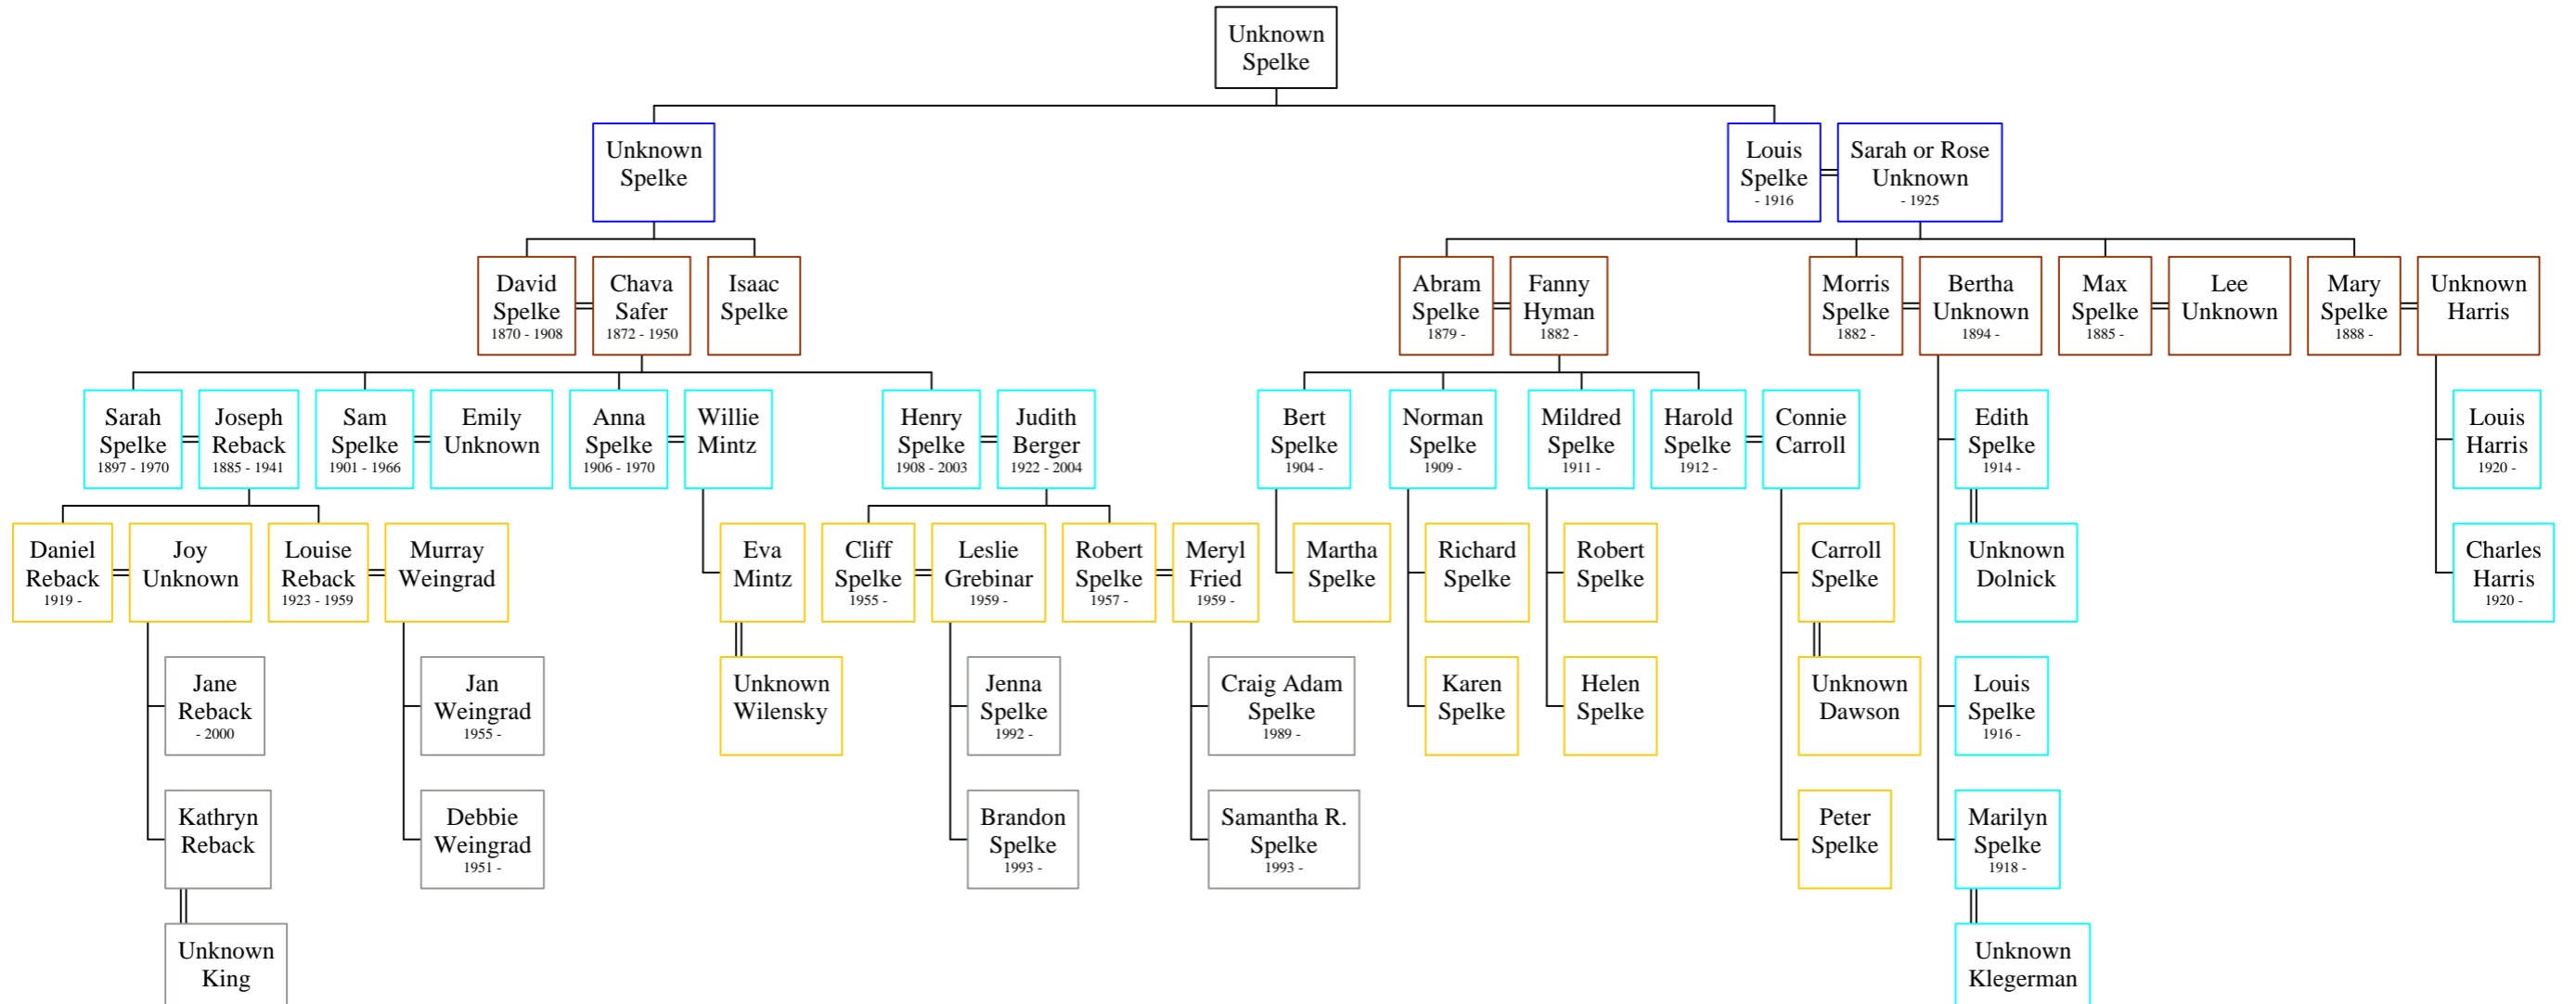 Unknown
Spelke
Unknown
Spelke
Louis
Spelke
- 1916
Sarah or Rose
Unknown
- 1925
David
Spelke
1870 - 1908
Chava
Safer
1872 - 1950
Isaac
Spelke
Abram
Spelke
1879 -
Fanny
Hyman
1882 -
Morris
Spelke
1882 -
Bertha
Unknown
1894 -
Max
Spelke
1885 -
Lee
Unknown
Mary
Spelke
1888 -
Unknown
Harris
Sarah
Spelke
1897 - 1970
Joseph
Reback
1885 - 1941
Sam
Spelke
1901 - 1966
Emily
Unknown
Anna
Spelke
1906 - 1970
Willie
Mintz
Henry
Spelke
1908 - 2003
Judith
Berger
1922 - 2004
Bert
Spelke
1904 -
Norman
Spelke
1909 -
Mildred
Spelke
1911 -
Harold
Spelke
1912 -
Connie
Carroll
Edith
Spelke
1914 -
Louis
Harris
1920 -
Daniel
Reback
1919 -
Joy
Unknown
Louise
Reback
1923 - 1959
Murray
Weingrad
Eva
Mintz
Cliff
Spelke
1955 -
Leslie
Grebinar
1959 -
Robert
Spelke
1957 -
Meryl
Fried
1959 -
Martha
Spelke
Richard
Spelke
Robert
Spelke
Carroll
Spelke
Unknown
Dolnick
Charles
Harris
1920 -
Jane
Reback
- 2000
Jan
Weingrad
1955 -
Unknown
Wilensky
Jenna
Spelke
1992 -
Craig Adam
Spelke
1989 -
Karen
Spelke
Helen
Spelke
Unknown
Dawson
Louis
Spelke
1916 -
Kathryn
Reback
Debbie
Weingrad
1951 -
Brandon
Spelke
1993 -
Samantha R.
Spelke
1993 -
Peter
Spelke
Marilyn
Spelke
1918 -
Unknown
King
Unknown
Klegerman